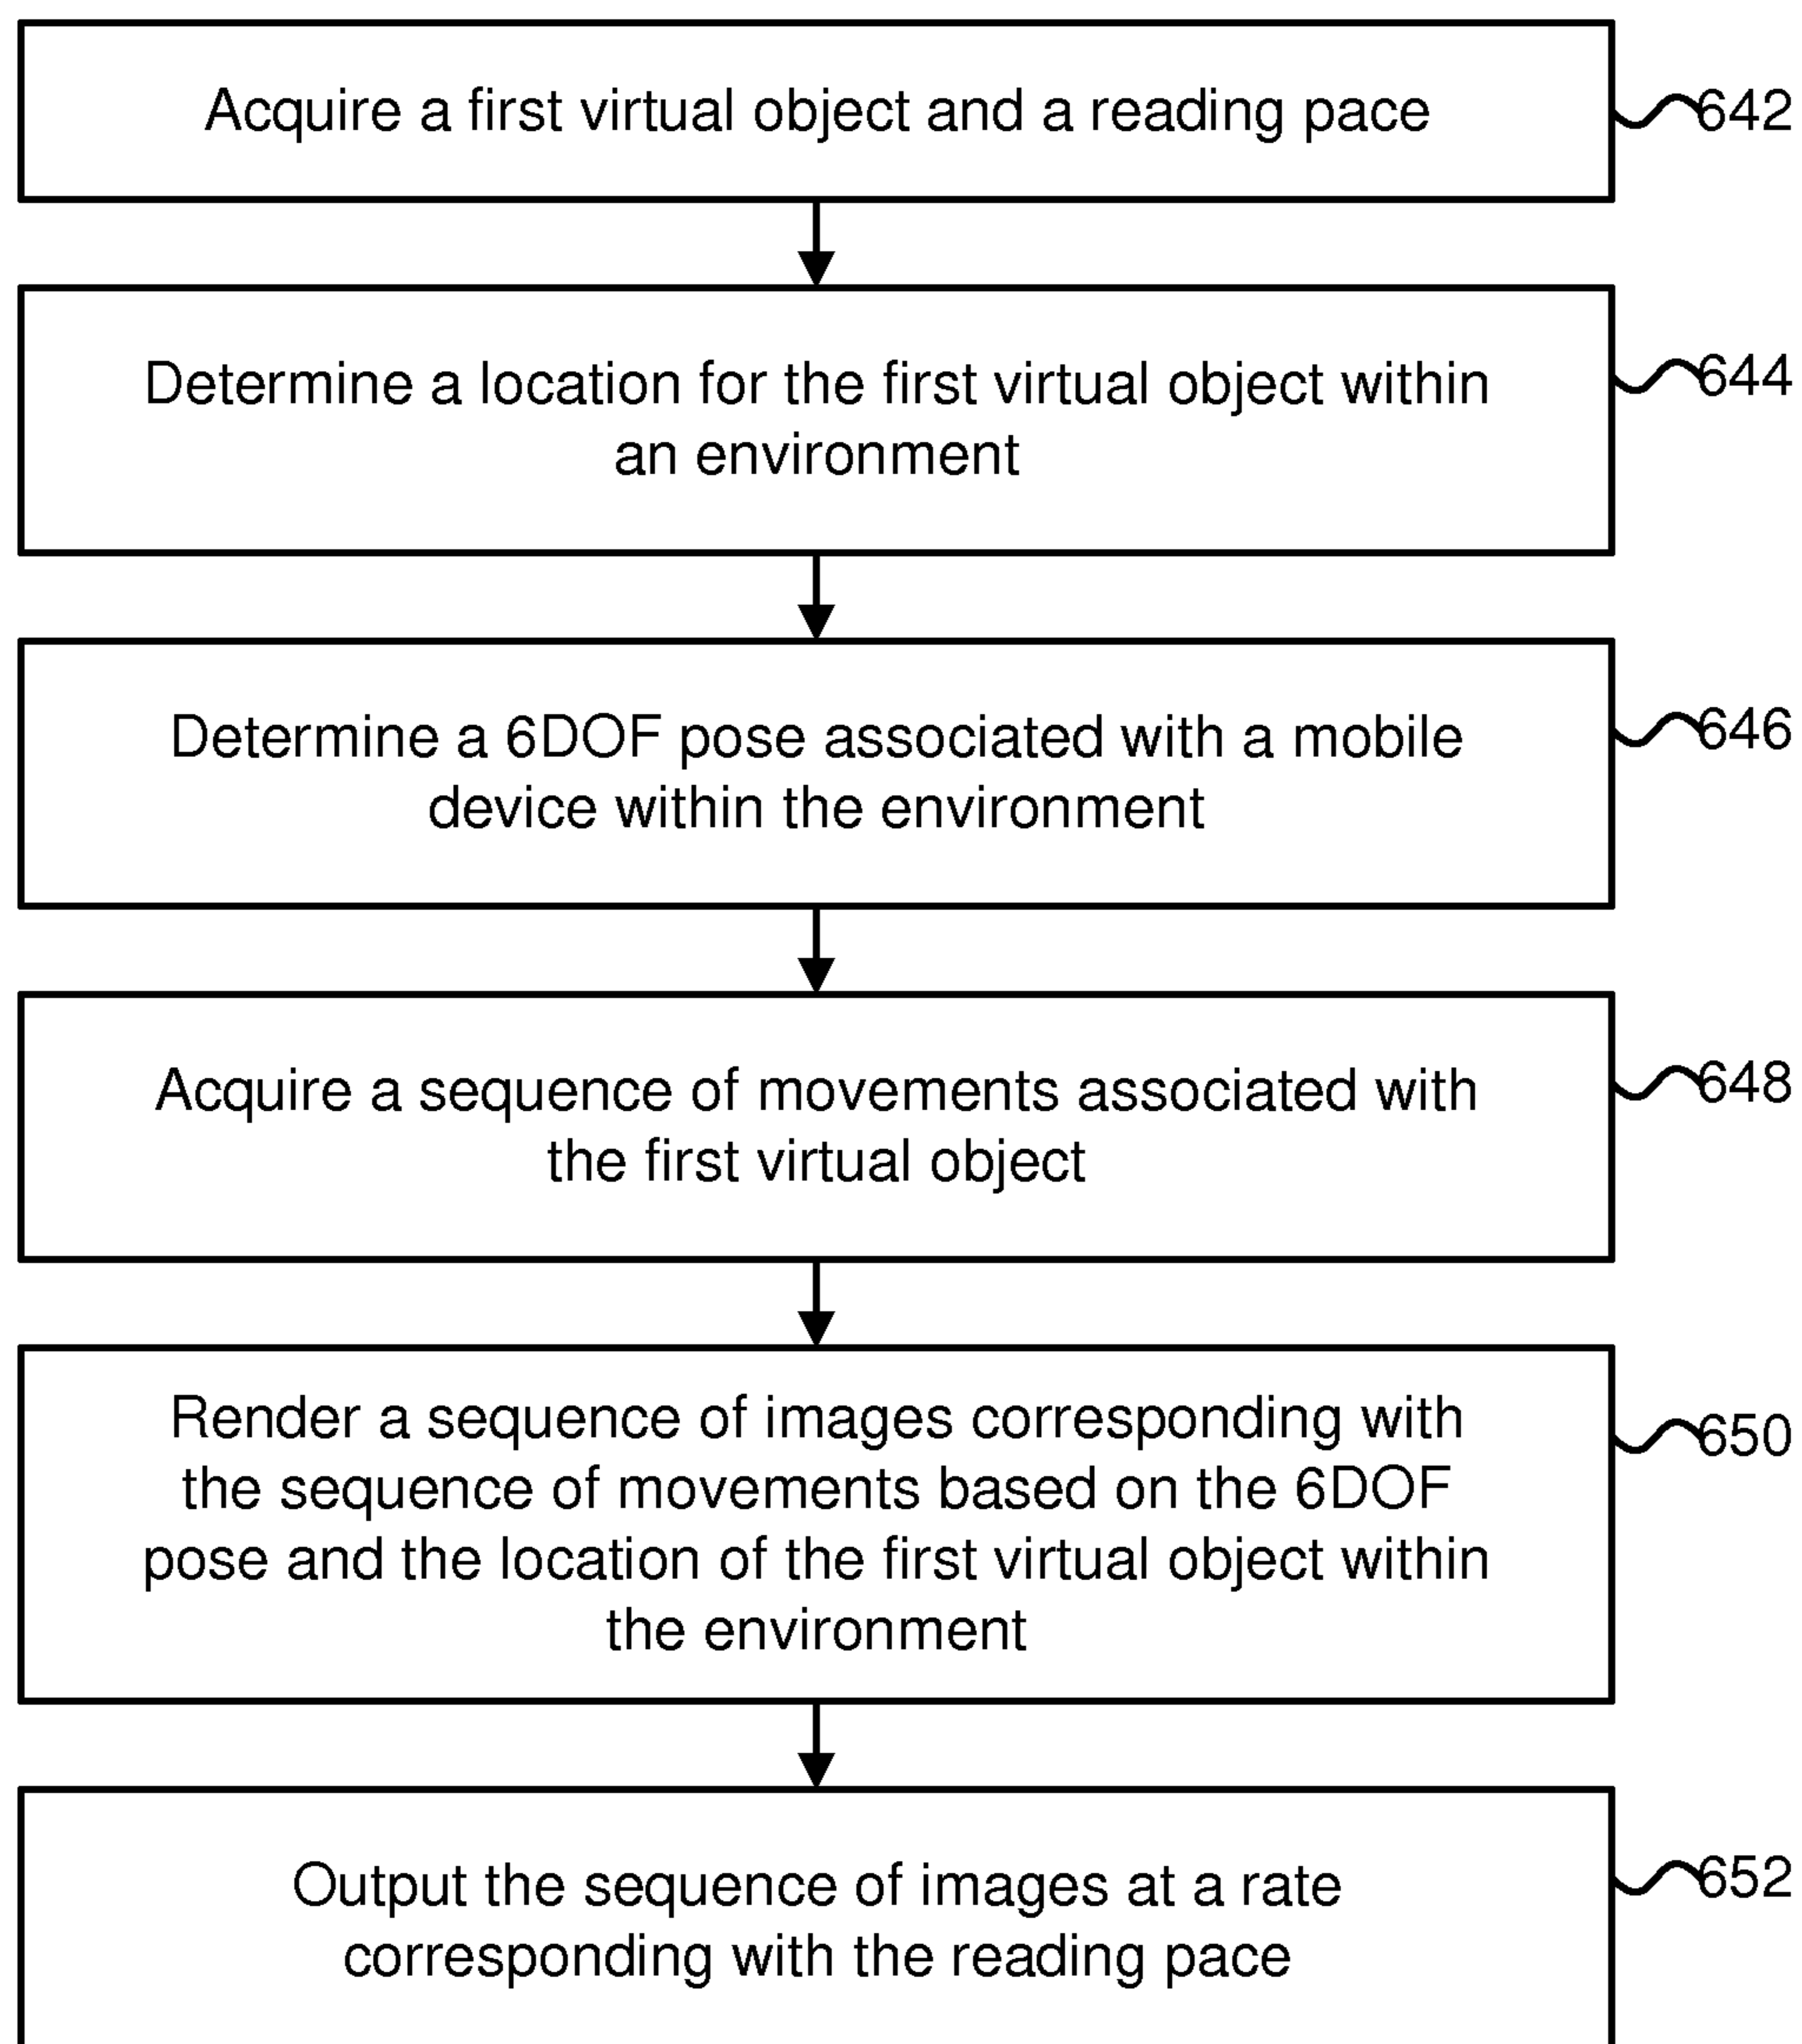 Acquire a first virtual object and a reading pace
642
Determine a location for the first virtual object within
an environment
644
Determine a 6DOF pose associated with a mobile
device within the environment
646
Acquire a sequence of movements associated with
the first virtual object
648
Render a sequence of images corresponding with
the sequence of movements based on the 6DOF
pose and the location of the first virtual object within
the environment
650
Output the sequence of images at a rate
corresponding with the reading pace
652